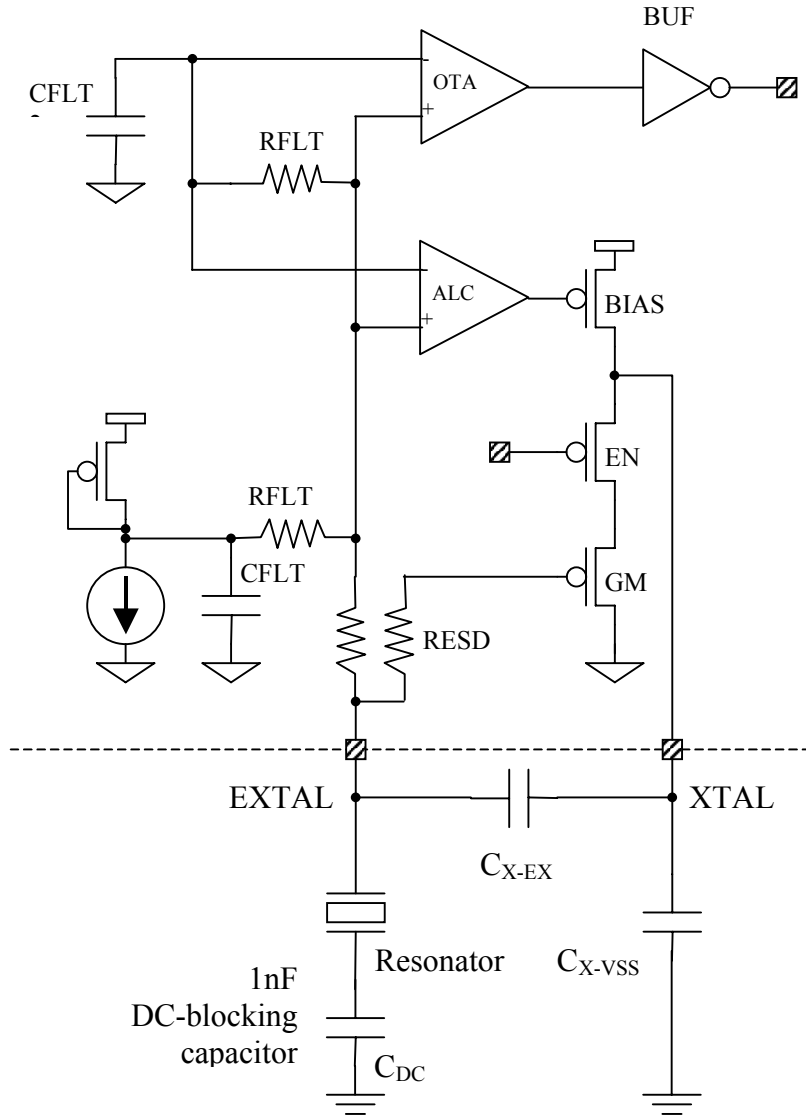 BUF
OTA
-
+
CFLT
RFLT
ALC
-
+
BIAS
EN
RFLT
CFLT
GM
RESD
EXTAL
XTAL
CX-EX
Resonator
CX-VSS
1nF
DC-blocking
capacitor
CDC